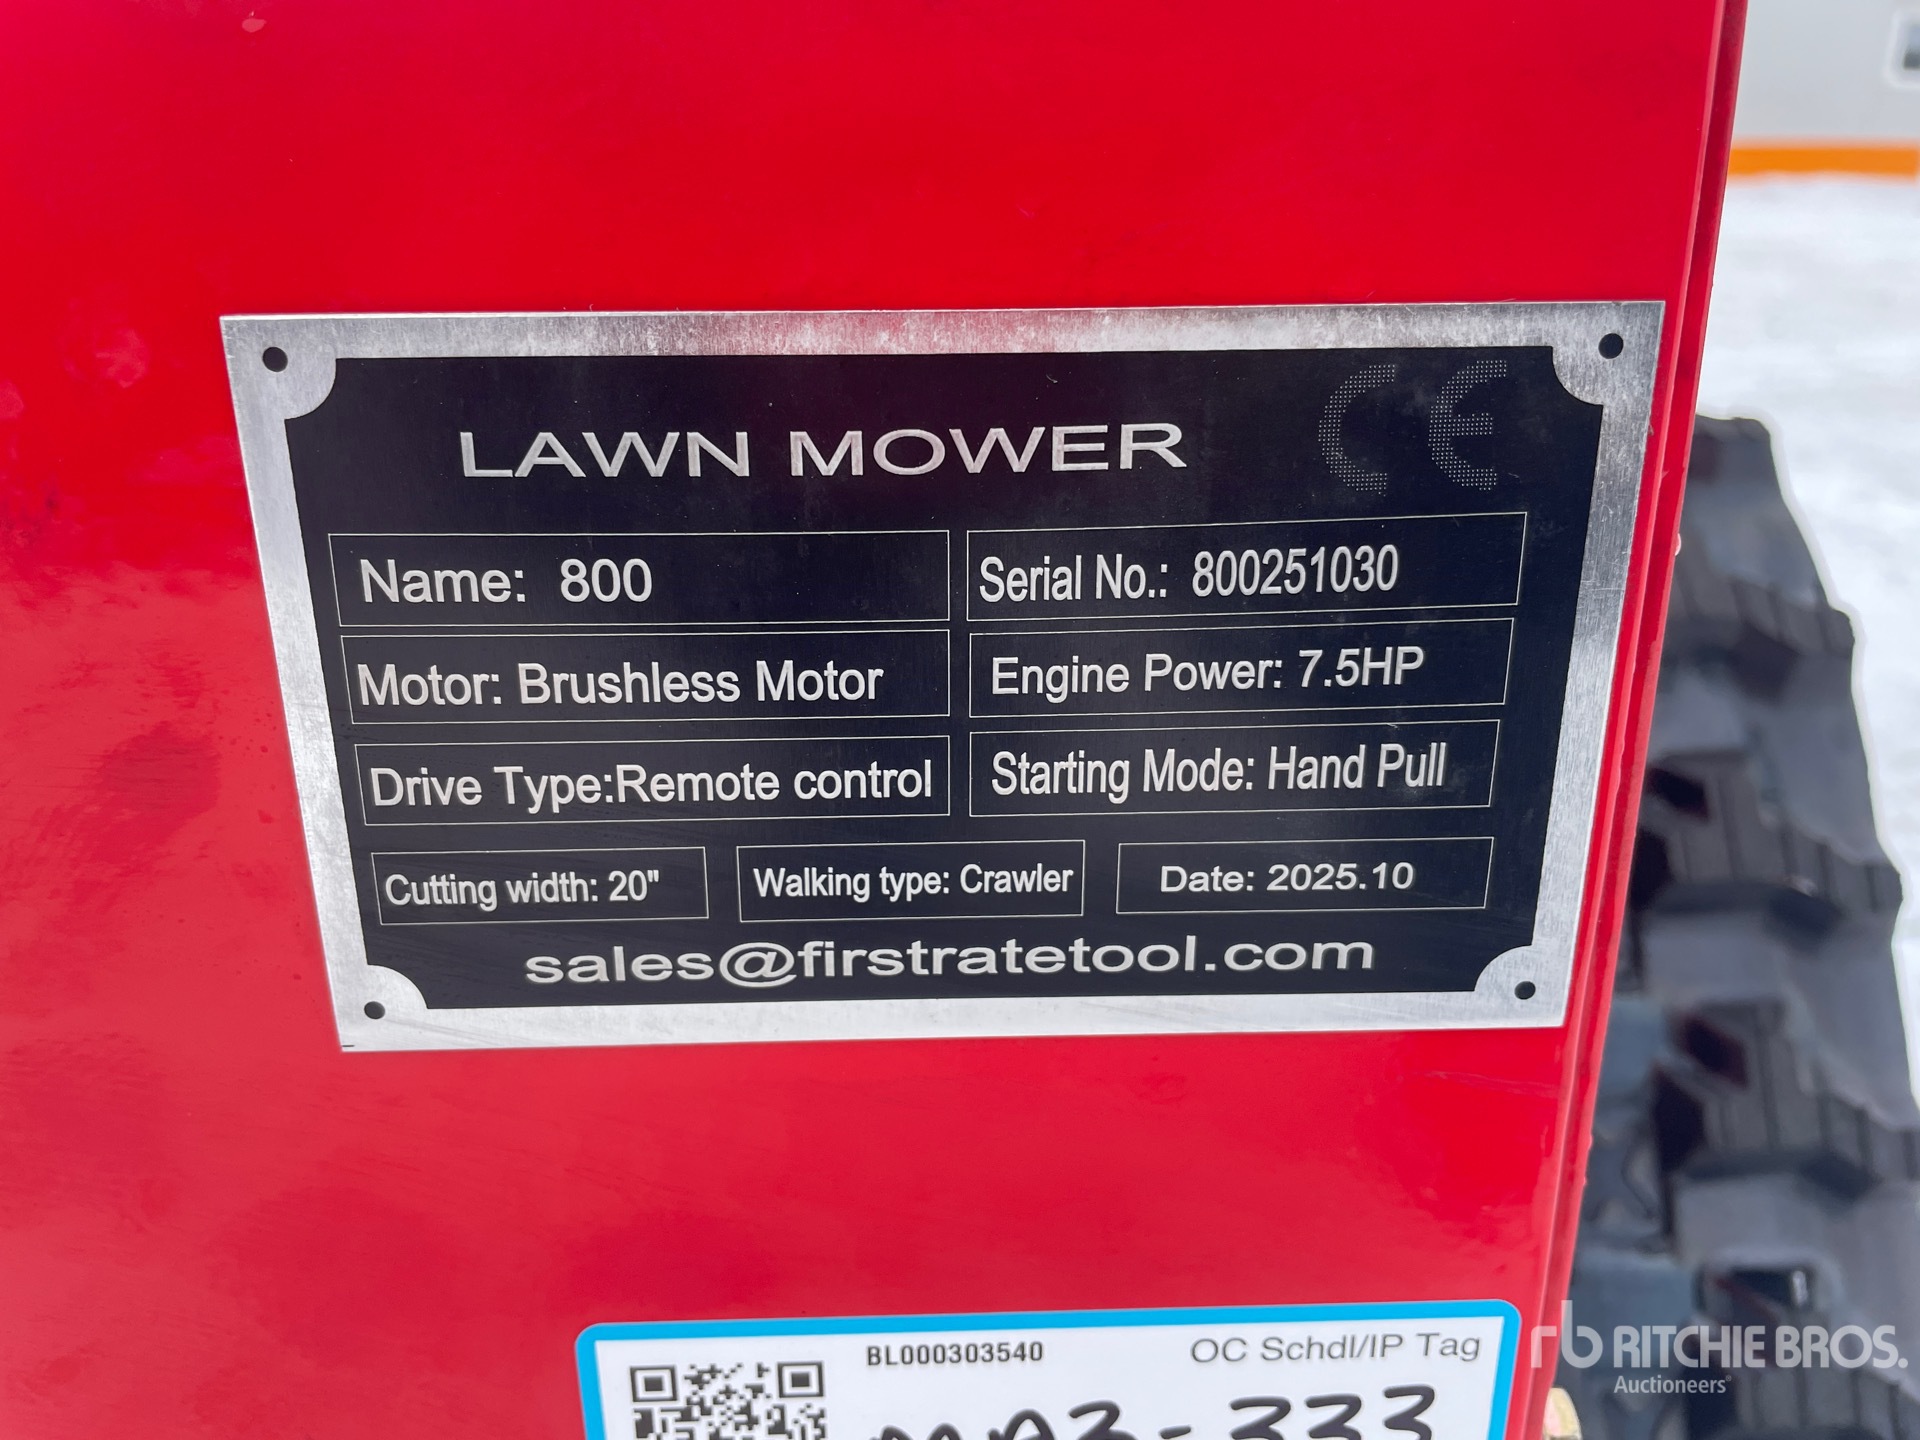 LAWN MOWER CE
Name: 800
Serial No.: 800251030
Motor: Brushless Motor
Engine Power: 7.5HP
Drive Type:Remote control
Starting Mode: Hand Pull
Cutting width: 20"
Walking type: Crawler
Date: 2025.10
sales@firstratetool.com
BL000303540
OC Schdl/IP Tag
rb RITCHIE BROS.
Auctioneers